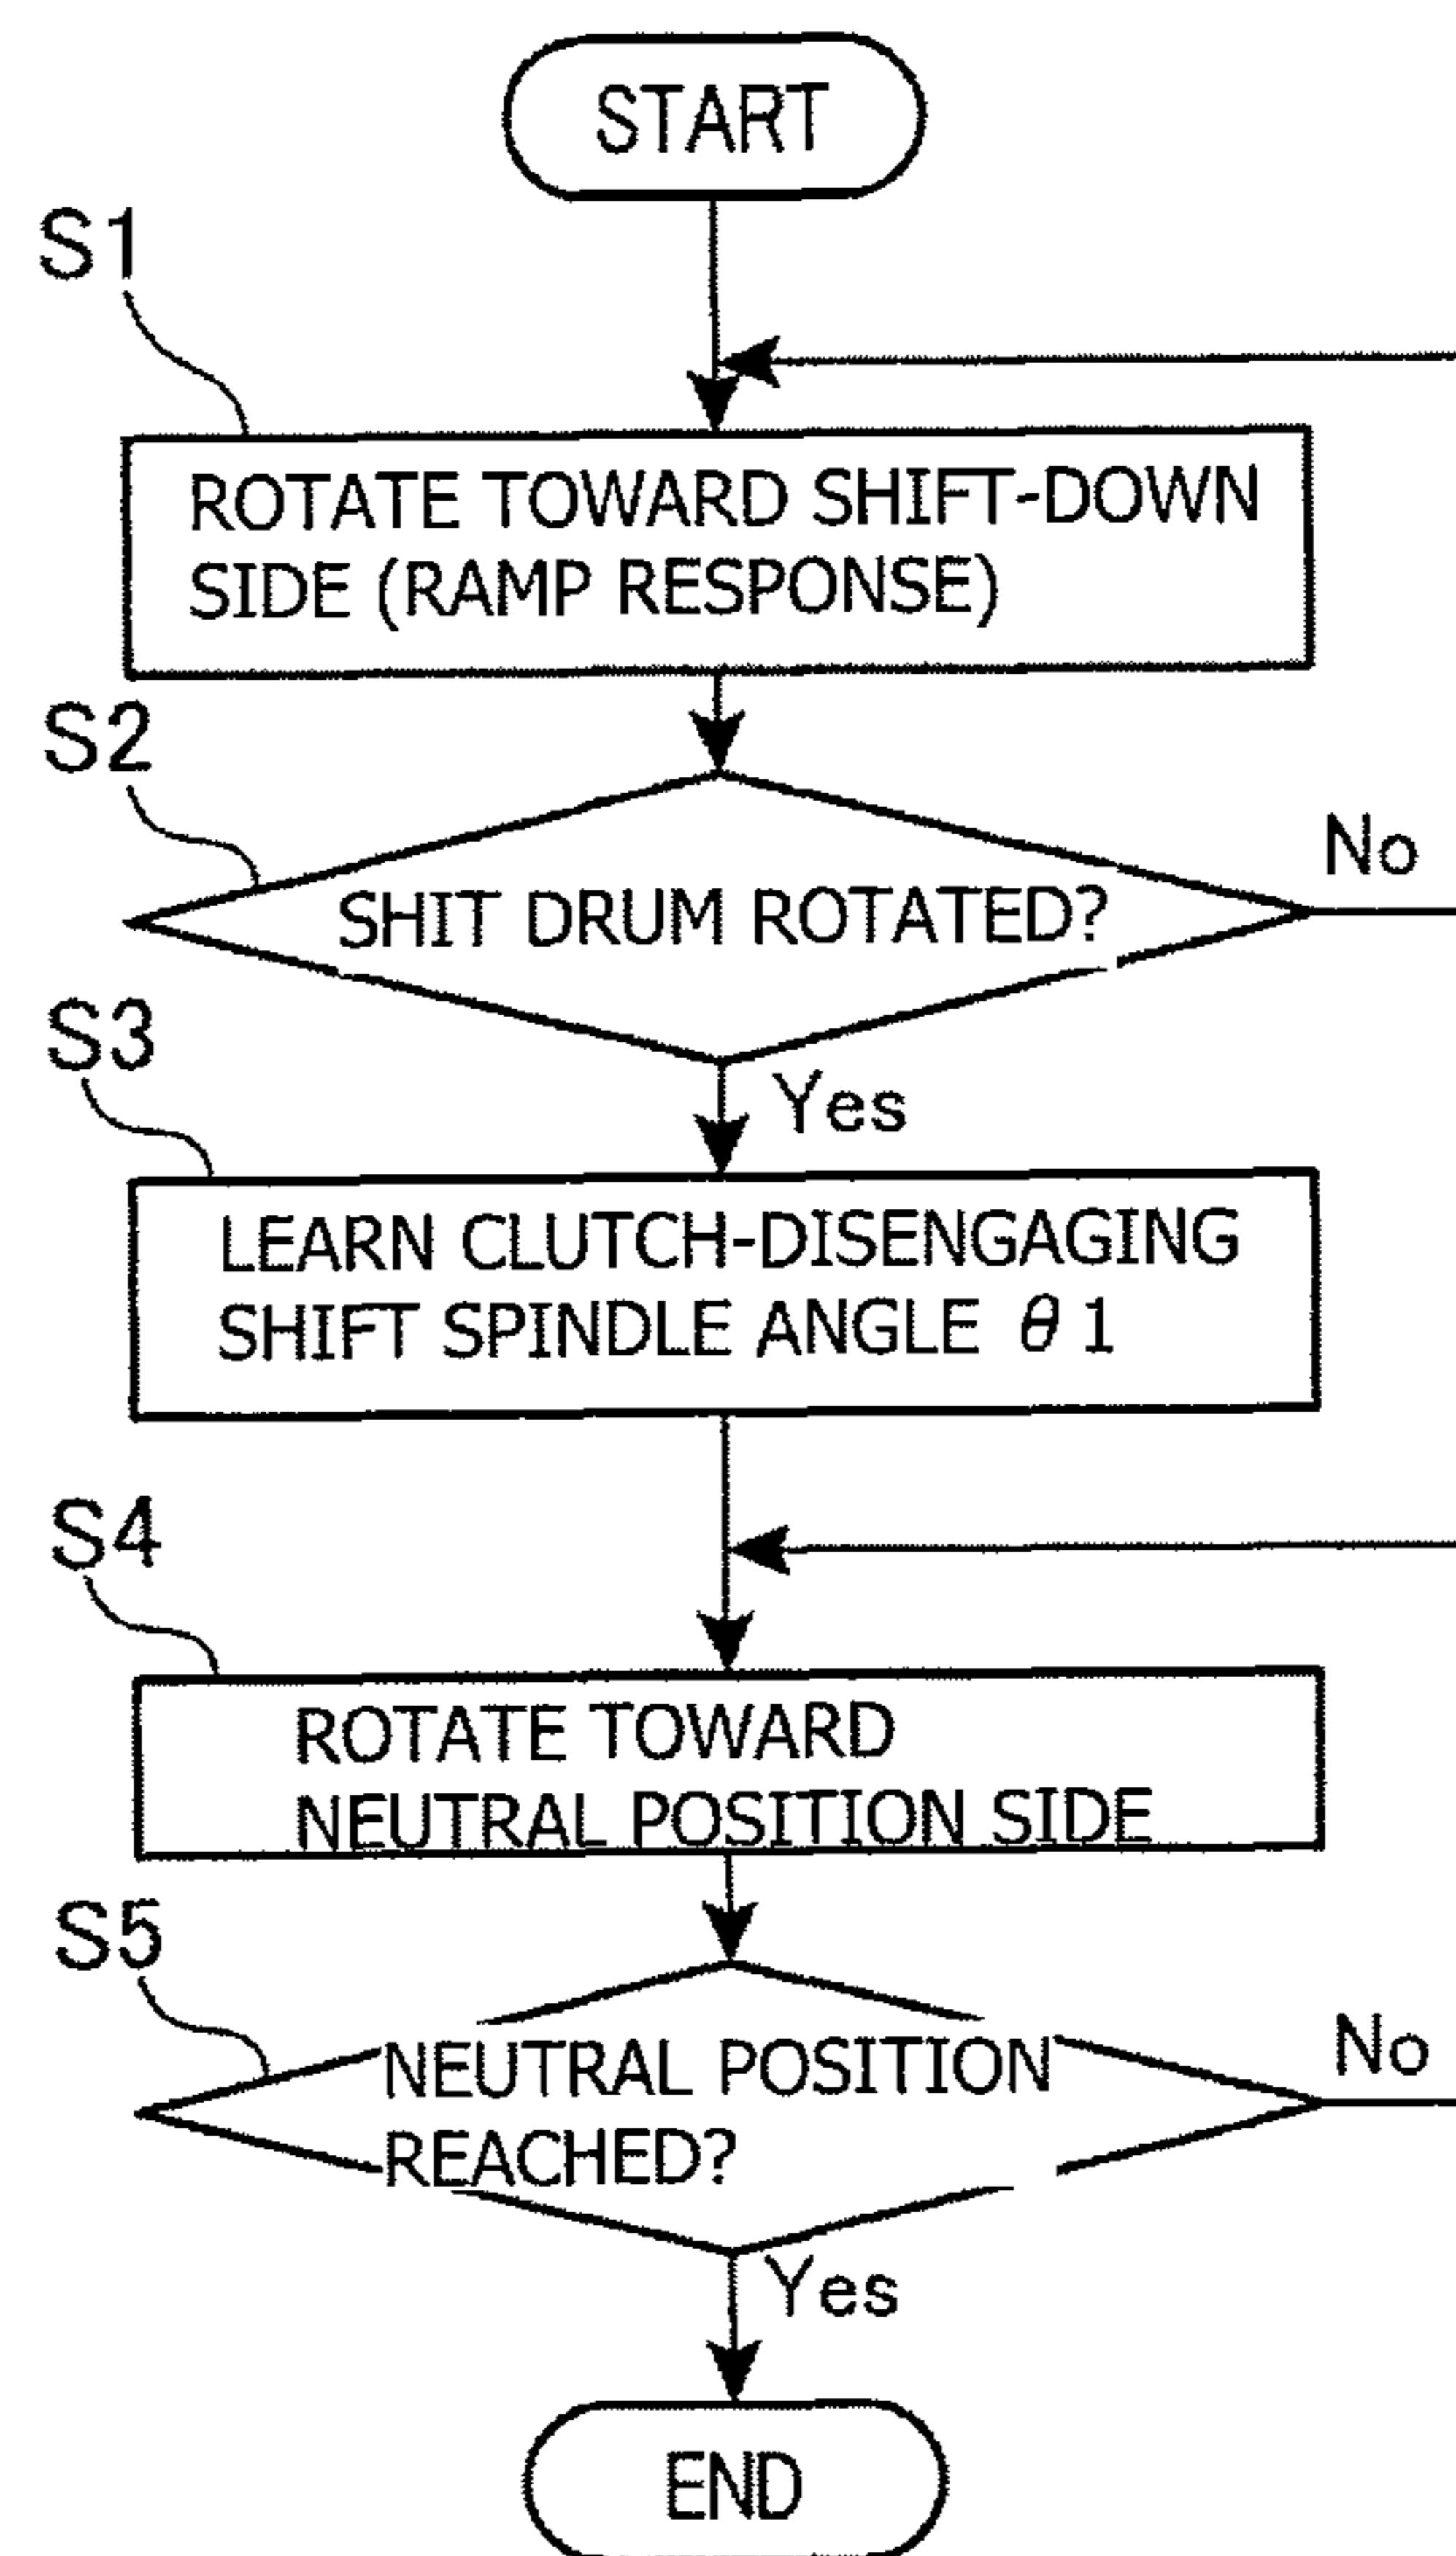 START
S1
ROTATE TOWARD SHIFT-DOWN
SIDE (RAMP RESPONSE)
S2
SHIT DRUM ROTATED?
No
Yes
S3
LEARN CLUTCH-DISENGAGING
SHIFT SPINDLE ANGLE θ1
S4
ROTATE TOWARD
NEUTRAL POSITION SIDE
S5
NEUTRAL POSITION
REACHED?
No
Yes
END